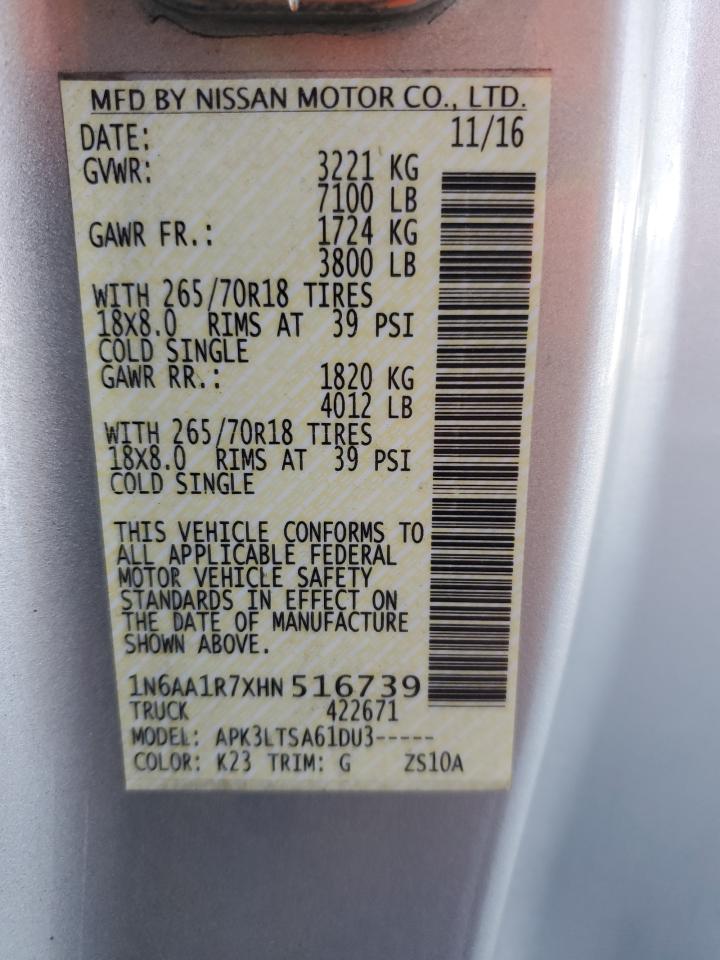 MFD BY NISSAN MOTOR CO., LTD.
DATE: 11/16
GVWR: 3221 KG
7100 LB
GAWR FR.: 1724 KG
3800 LB
WITH 265/70R18 TIRES
18X8.0 RIMS AT 39 PSI
COLD SINGLE
GAWR RR.: 1820 KG
4012 LB
WITH 265/70R18 TIRES
18X8.0 RIMS AT 39 PSI
COLD SINGLE
THIS VEHICLE CONFORMS TO
ALL APPLICABLE FEDERAL
MOTOR VEHICLE SAFETY
STANDARDS IN EFFECT ON
THE DATE OF MANUFACTURE
SHOWN ABOVE.
1N6AA1R7XHN 516739
TRUCK 422671
MODEL: APK3LTSA61DU3-----
COLOR: K23 TRIM: G ZS10A